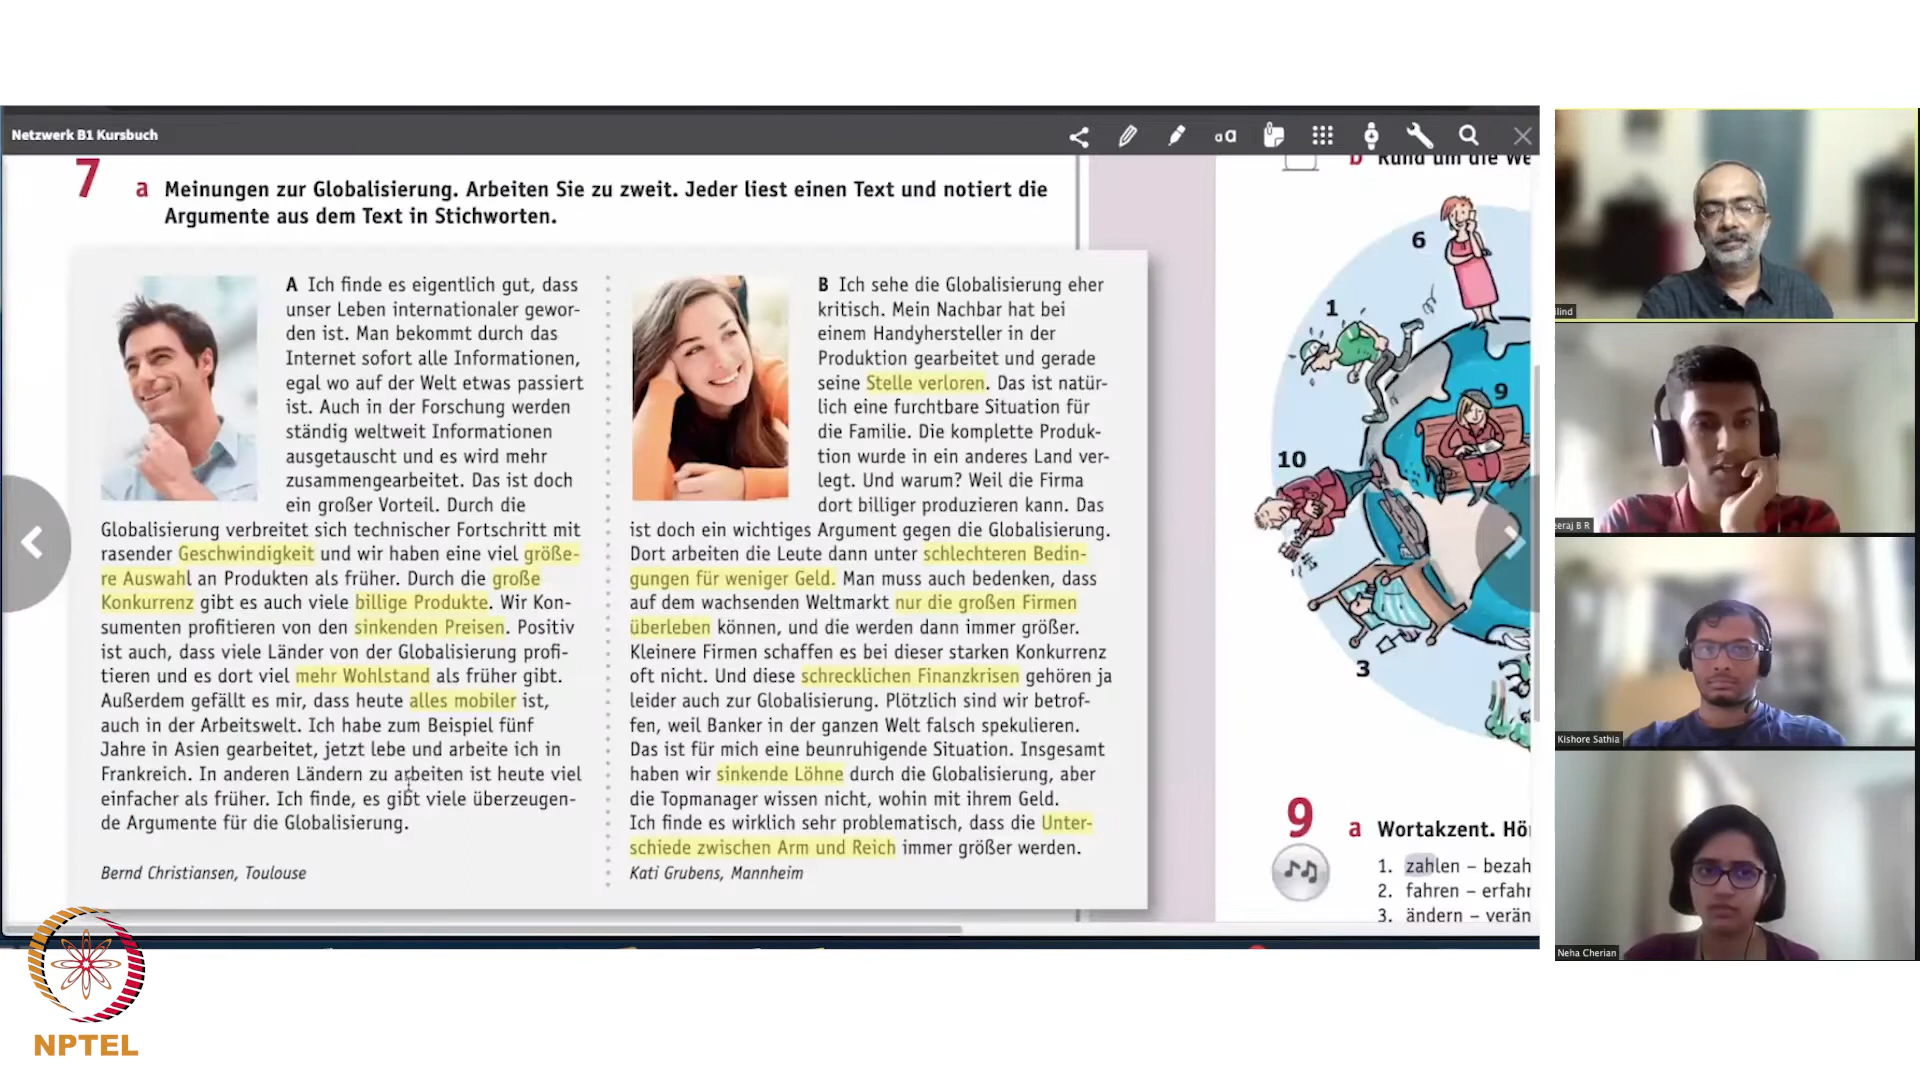 Netzwerk B1 Kursbuch
aA
7
a Meinungen zur Globalisierung. Arbeiten Sie zu zweit. Jeder liest einen Text und notiert die
Argumente aus dem Text in Stichworten.
A Ich finde es eigentlich gut, dass
unser Leben internationaler gewor-
den ist. Man bekommt durch das
Internet sofort alle Informationen,
egal wo auf der Welt etwas passiert
ist. Auch in der Forschung werden
ständig weltweit Informationen
ausgetauscht und es wird mehr
zusammengearbeitet. Das ist doch
ein großer Vorteil. Durch die
Globalisierung verbreitet sich technischer Fortschritt mit
rasender Geschwindigkeit und wir haben eine viel größe-
re Auswahl an Produkten als früher. Durch die große
Konkurrenz gibt es auch viele billige Produkte. Wir Kon-
sumenten profitieren von den sinkenden Preisen. Positiv
ist auch, dass viele Länder von der Globalisierung profi-
tieren und es dort viel mehr Wohlstand als früher gibt.
Außerdem gefällt es mir, dass heute alles mobiler ist,
auch in der Arbeitswelt. Ich habe zum Beispiel fünf
Jahre in Asien gearbeitet, jetzt lebe und arbeite ich in
Frankreich. In anderen Ländern zu arbeiten ist heute viel
einfacher als früher. Ich finde, es gibt viele überzeugen-
de Argumente für die Globalisierung.
Bernd Christiansen, Toulouse
B Ich sehe die Globalisierung eher
kritisch. Mein Nachbar hat bei
einem Handyhersteller in der
Produktion gearbeitet und gerade
seine Stelle verloren. Das ist natür-
lich eine furchtbare Situation für
die Familie. Die komplette Produk-
tion wurde in ein anderes Land ver-
legt. Und warum? Weil die Firma
dort billiger produzieren kann. Das
ist doch ein wichtiges Argument gegen die Globalisierung.
Dort arbeiten die Leute dann unter schlechteren Bedin-
gungen für weniger Geld. Man muss auch bedenken, dass
auf dem wachsenden Weltmarkt nur die großen Firmen
überleben können, und die werden dann immer größer.
Kleinere Firmen schaffen es bei dieser starken Konkurrenz
oft nicht. Und diese schrecklichen Finanzkrisen gehören ja
leider auch zur Globalisierung. Plötzlich sind wir betrof-
fen, weil Banker in der ganzen Welt falsch spekulieren.
Das ist für mich eine beunruhigende Situation. Insgesamt
haben wir sinkende Löhne durch die Globalisierung, aber
die Topmanager wissen nicht, wohin mit ihrem Geld.
Ich finde es wirklich sehr problematisch, dass die Unter-
schiede zwischen Arm und Reich immer größer werden.
Kati Grubens, Mannheim
b Rund um die We
6
1
9
10
3
9
a Wortakzent. Hö
1. zahlen – bezah
2. fahren – erfahr
3. ändern – verän
ilind
eeraj B R
Kishore Sathia
Neha Cherian
NPTEL